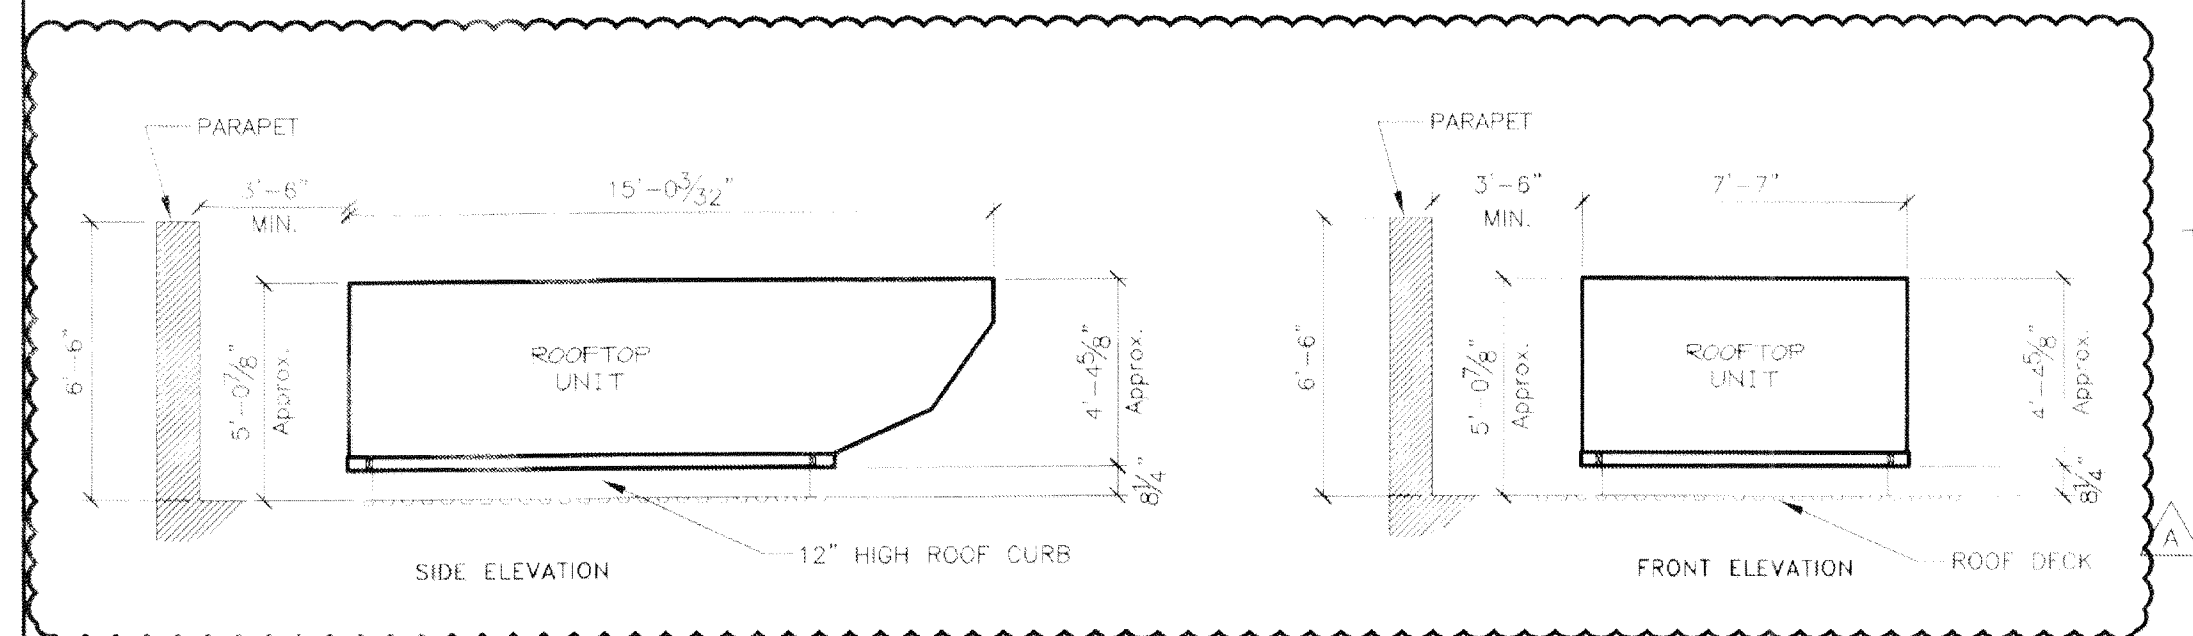 PARAPET
3'-6"
MIN.
15'-0 3/32"
6'-6"
5'-0 7/8"
Approx.
ROOFTOP
UNIT
4'-4 5/8"
Approx.
8 1/4"
12" HIGH ROOF CURB
SIDE ELEVATION
PARAPET
3'-6"
MIN.
7'-7"
6'-6"
5'-0 7/8"
Approx.
ROOFTOP
UNIT
4'-4 5/8"
Approx.
8 1/4"
ROOF DECK
FRONT ELEVATION
A